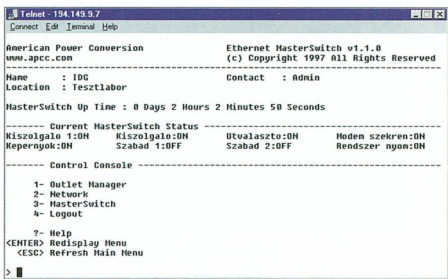 Telnet - 194.149.9.7
Connect Edit Terminal Help
American Power Conversion Ethernet MasterSwitch v1.1.0
www.apcc.com (c) Copyright 1997 All Rights Reserved
Name : IDG Contact : Admin
Location : Tesztlabor
MasterSwitch Up Time : 0 Days 2 Hours 2 Minutes 50 Seconds
------- Current MasterSwitch Status -------
Kiszolgalo 1:ON Kiszolgalo:ON Utvalaszto:ON Modem szekren:ON
Kepernyok:ON Szabad 1:OFF Szabad 2:OFF Rendszer nyom:ON
------- Control Console -------
1- Outlet Manager
2- Network
3- MasterSwitch
4- Logout
?- Help
<ENTER> Redisplay Menu
<ESC> Refresh Main Menu
>